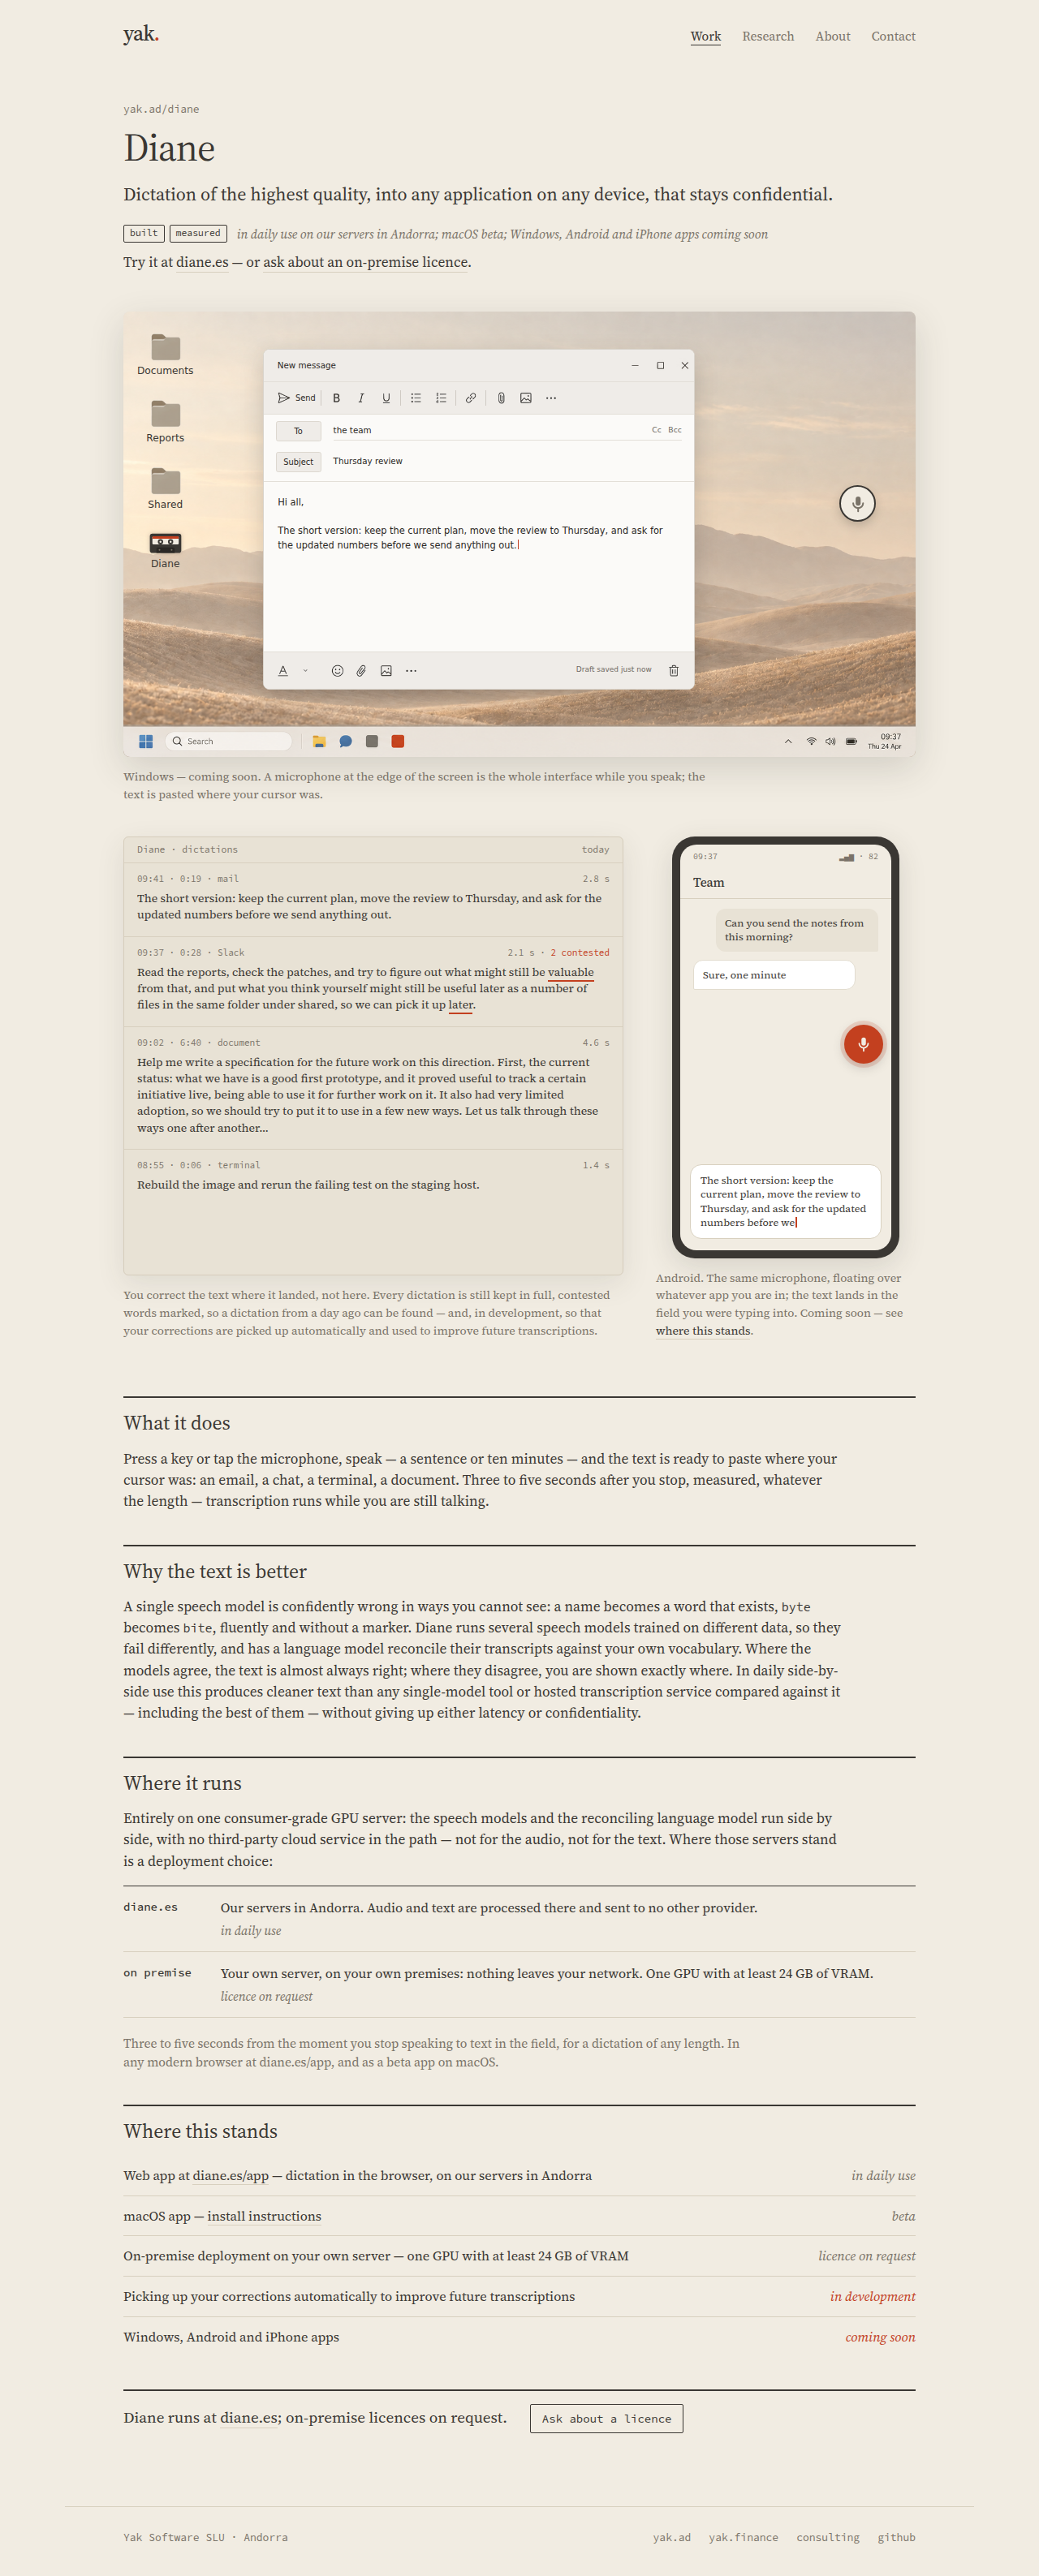 yak.
Work Research About Contact
yak.ad/diane
Diane
Dictation of the highest quality, into any application on any device, that stays confidential.
built measured in daily use on our servers in Andorra; macOS beta; Windows, Android and iPhone apps coming soon
Try it at diane.es — or ask about an on-premise licence.
Documents
Reports
Shared
Diane
New message
Send B I U
To the team Cc Bcc
Subject Thursday review
Hi all,
The short version: keep the current plan, move the review to Thursday, and ask for
the updated numbers before we send anything out.
A Draft saved just now
Search
09:37
Thu 24 Apr
Windows — coming soon. A microphone at the edge of the screen is the whole interface while you speak; the
text is pasted where your cursor was.
Diane · dictations today
09:41 · 0:19 · mail 2.8 s
The short version: keep the current plan, move the review to Thursday, and ask for the
updated numbers before we send anything out.
09:37 · 0:28 · Slack 2.1 s · 2 contested
Read the reports, check the patches, and try to figure out what might still be valuable
from that, and put what you think yourself might still be useful later as a number of
files in the same folder under shared, so we can pick it up later.
09:02 · 6:40 · document 4.6 s
Help me write a specification for the future work on this direction. First, the current
status: what we have is a good first prototype, and it proved useful to track a certain
initiative live, being able to use it for further work on it. It also had very limited
adoption, so we should try to put it to use in a few new ways. Let us talk through these
ways one after another…
08:55 · 0:06 · terminal 1.4 s
Rebuild the image and rerun the failing test on the staging host.
You correct the text where it landed, not here. Every dictation is still kept in full, contested
words marked, so a dictation from a day ago can be found — and, in development, so that
your corrections are picked up automatically and used to improve future transcriptions.
09:37 · 82
Team
Can you send the notes from
this morning?
Sure, one minute
The short version: keep the
current plan, move the review to
Thursday, and ask for the updated
numbers before we
Android. The same microphone, floating over
whatever app you are in; the text lands in the
field you were typing into. Coming soon — see
where this stands.
What it does
Press a key or tap the microphone, speak — a sentence or ten minutes — and the text is ready to paste where your
cursor was: an email, a chat, a terminal, a document. Three to five seconds after you stop, measured, whatever
the length — transcription runs while you are still talking.
Why the text is better
A single speech model is confidently wrong in ways you cannot see: a name becomes a word that exists, byte
becomes bite, fluently and without a marker. Diane runs several speech models trained on different data, so they
fail differently, and has a language model reconcile their transcripts against your own vocabulary. Where the
models agree, the text is almost always right; where they disagree, you are shown exactly where. In daily side-by-
side use this produces cleaner text than any single-model tool or hosted transcription service compared against it
— including the best of them — without giving up either latency or confidentiality.
Where it runs
Entirely on one consumer-grade GPU server: the speech models and the reconciling language model run side by
side, with no third-party cloud service in the path — not for the audio, not for the text. Where those servers stand
is a deployment choice:
diane.es Our servers in Andorra. Audio and text are processed there and sent to no other provider.
in daily use
on premise Your own server, on your own premises: nothing leaves your network. One GPU with at least 24 GB of VRAM.
licence on request
Three to five seconds from the moment you stop speaking to text in the field, for a dictation of any length. In
any modern browser at diane.es/app, and as a beta app on macOS.
Where this stands
Web app at diane.es/app — dictation in the browser, on our servers in Andorra in daily use
macOS app — install instructions beta
On-premise deployment on your own server — one GPU with at least 24 GB of VRAM licence on request
Picking up your corrections automatically to improve future transcriptions in development
Windows, Android and iPhone apps coming soon
Diane runs at diane.es; on-premise licences on request. Ask about a licence
Yak Software SLU · Andorra yak.ad yak.finance consulting github